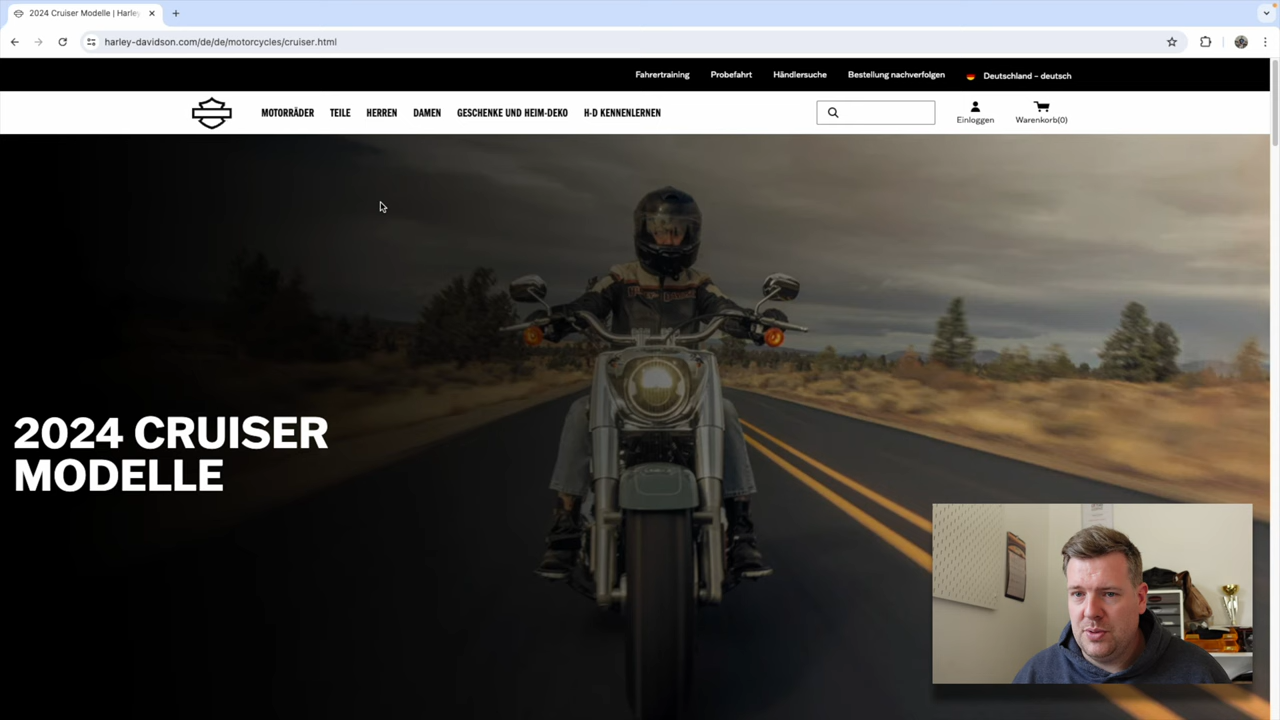 2024 Cruiser Modelle | Harley
harley-davidson.com/de/de/motorcycles/cruiser.html
Fahrertraining Probefahrt Händlersuche Bestellung nachverfolgen Deutschland – deutsch
MOTORRÄDER TEILE HERREN DAMEN GESCHENKE UND HEIM-DEKO H-D KENNENLERNEN
Einloggen Warenkorb(0)
2024 CRUISER
MODELLE